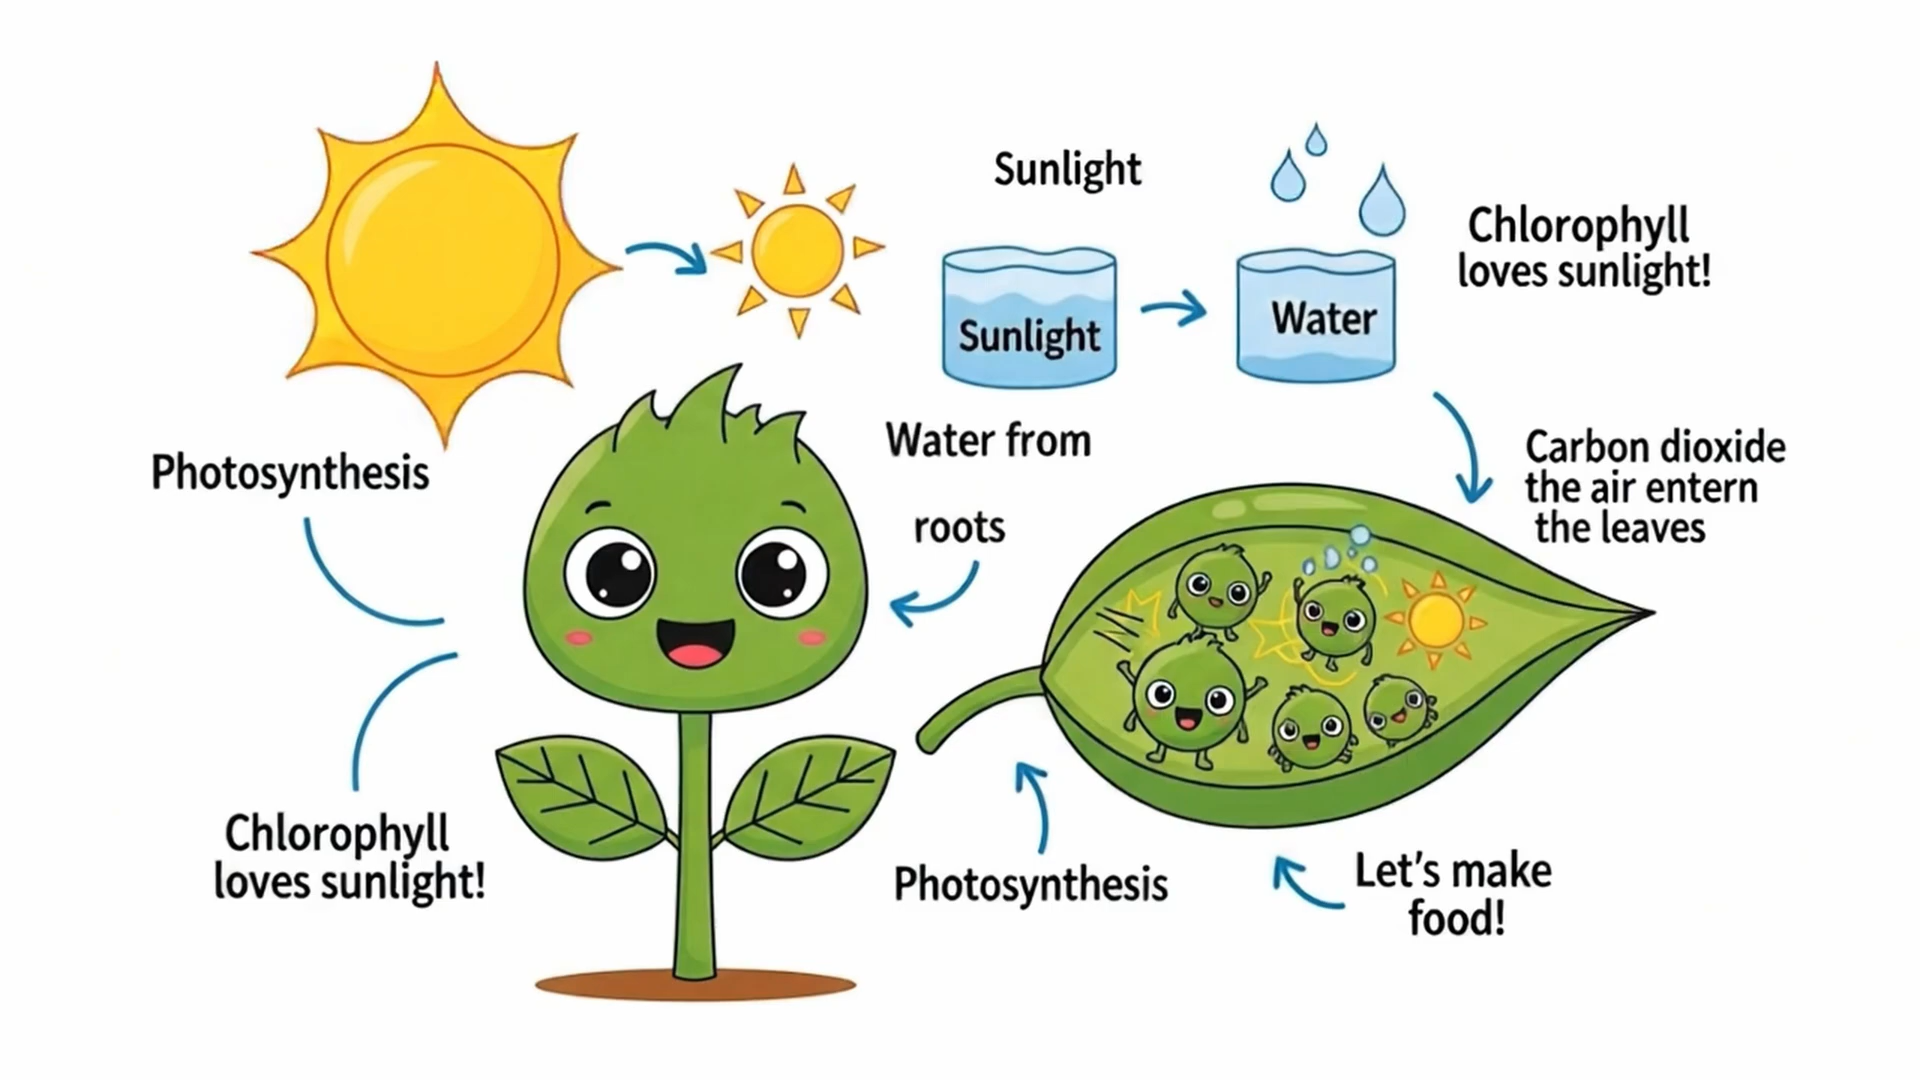 Sunlight
Chlorophyll
loves sunlight!
Sunlight
Water
Water from
roots
Photosynthesis
Carbon dioxide
the air entern
the leaves
Chlorophyll
loves sunlight!
Photosynthesis
Let's make
food!